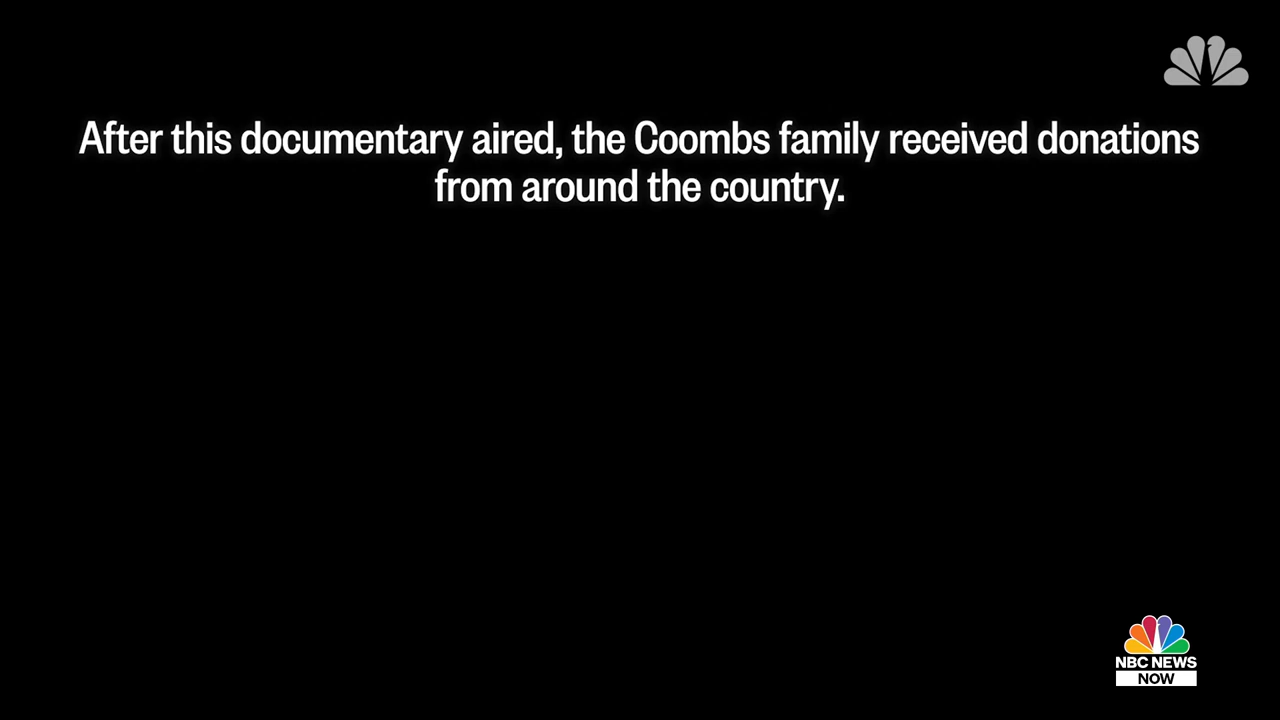 After this documentary aired, the Coombs family received donations
from around the country.
NBC NEWS
NOW